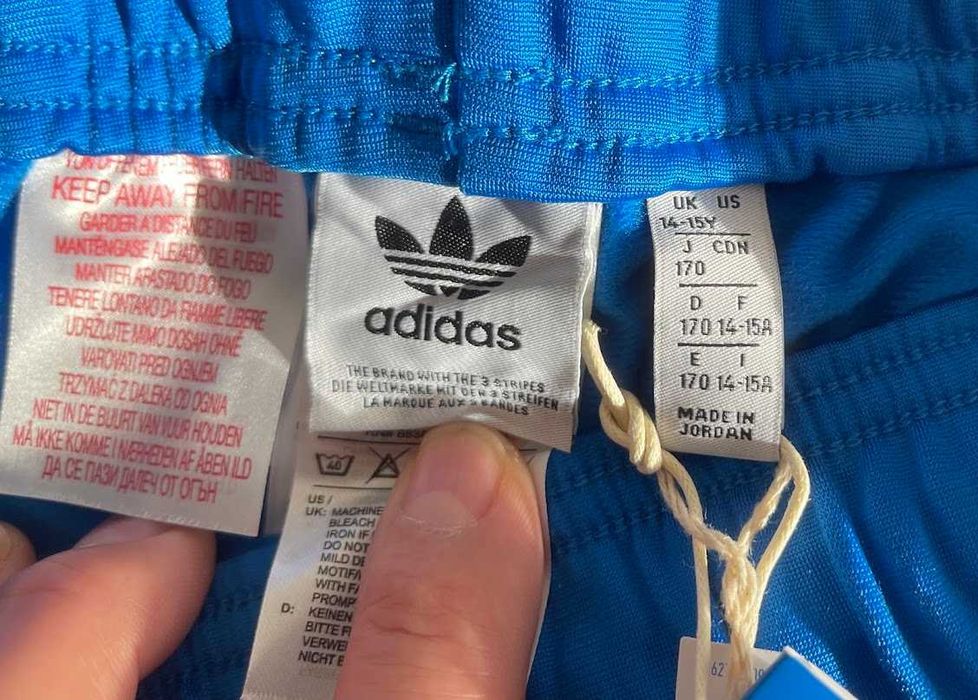 KEEP AWAY FROM FIRE
GARDER A DISTANCE DU FEU
MANTÉNGASE ALEJADO DEL FUEGO
MANTER AFASTADO DO FOGO
TENERE LONTANO DA FIAMME LIBERE
UDRŽUJTE MIMO DOSAH OHNĚ
VAROVATI PRED OGNJEM
TRZYMAĆ Z DALEKA OD OGNIA
NIET IN DE BUURT VAN VUUR HOUDEN
MÅ IKKE KOMME I NÆRHEDEN AF ÅBEN ILD
ДА СЕ ПАЗИ ДАЛЕЧ ОТ ОГЪН
adidas
THE BRAND WITH THE 3 STRIPES
DIE WELTMARKE MIT DEN 3 STREIFEN
LA MARQUE AUX 3 BANDES
40
US /
UK: MACHINE
BLEACH
IRON IF
DO NOT
MILD DE
MOTIF/
WITH FA
PROMP
D: KEINEN
BITTE F
VERWE
NICHT B
UK US
14-15Y
J CDN
170
D F
170 14-15A
E I
170 14-15A
MADE IN
JORDAN
62